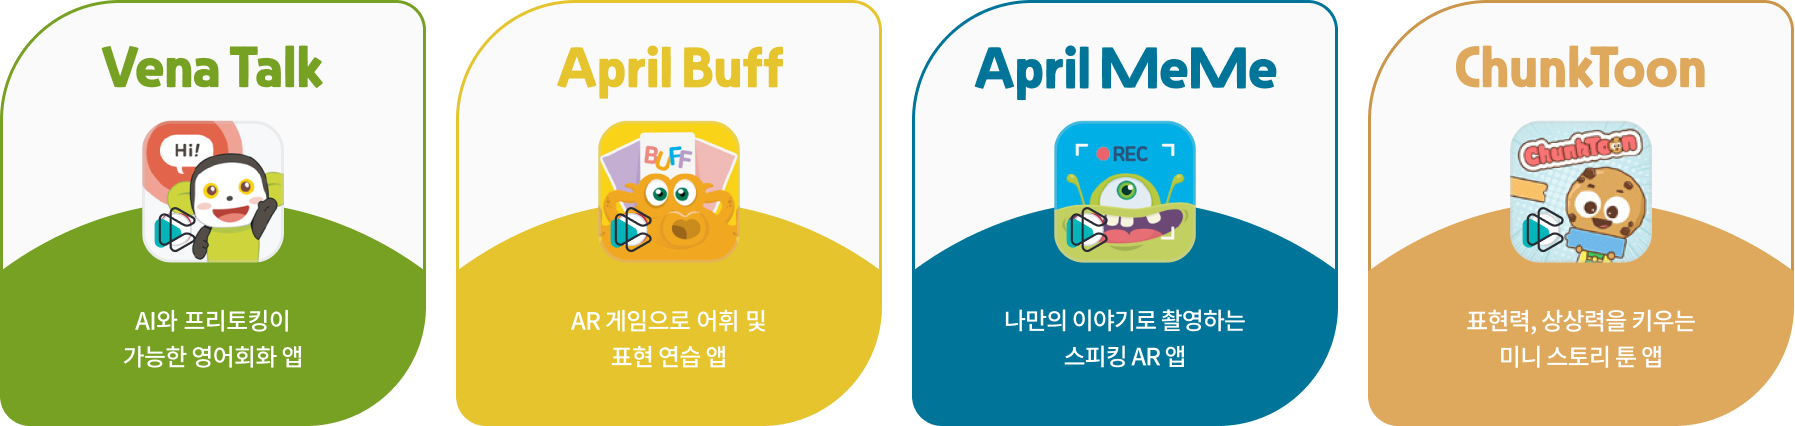 Vena Talk
Hi!
AI와 프리토킹이
가능한 영어회화 앱
April Buff
BUFF
AR 게임으로 어휘 및
표현 연습 앱
April MeMe
REC
나만의 이야기로 촬영하는
스피킹 AR 앱
ChunkToon
ChunkToon
표현력, 상상력을 키우는
미니 스토리 툰 앱